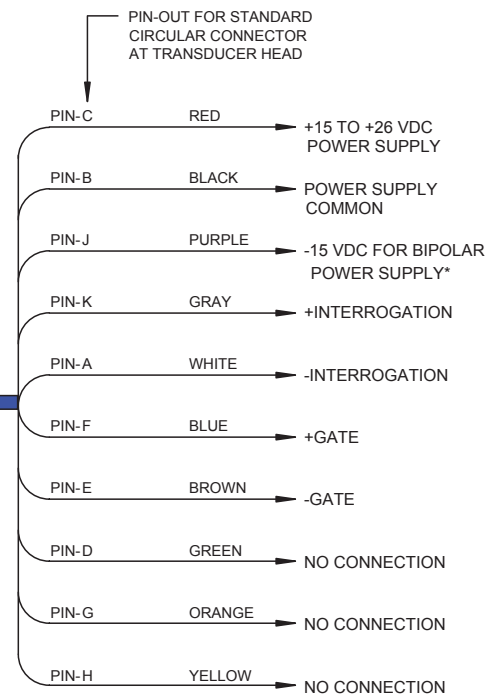 PIN-OUT FOR STANDARD
CIRCULAR CONNECTOR
AT TRANSDUCER HEAD
PIN-C RED +15 TO +26 VDC
POWER SUPPLY
PIN-B BLACK POWER SUPPLY
COMMON
PIN-J PURPLE -15 VDC FOR BIPOLAR
POWER SUPPLY*
PIN-K GRAY +INTERROGATION
PIN-A WHITE -INTERROGATION
PIN-F BLUE +GATE
PIN-E BROWN -GATE
PIN-D GREEN NO CONNECTION
PIN-G ORANGE NO CONNECTION
PIN-H YELLOW NO CONNECTION